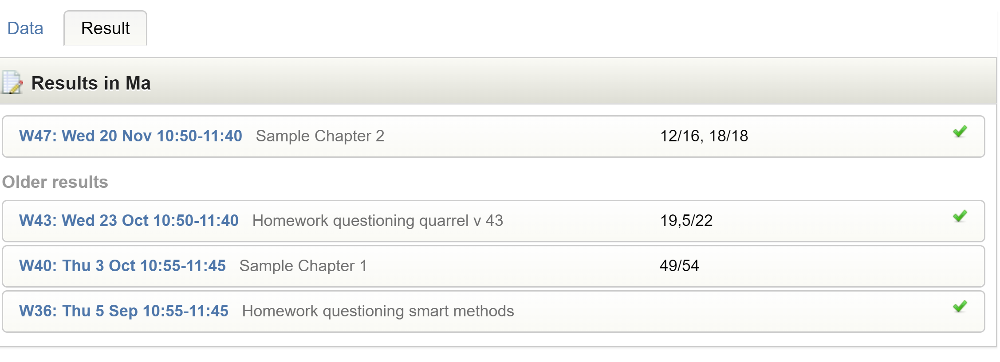 Data Result
Results in Ma
W47: Wed 20 Nov 10:50-11:40 Sample Chapter 2 12/16, 18/18
Older results
W43: Wed 23 Oct 10:50-11:40 Homework questioning quarrel v 43 19,5/22
W40: Thu 3 Oct 10:55-11:45 Sample Chapter 1 49/54
W36: Thu 5 Sep 10:55-11:45 Homework questioning smart methods